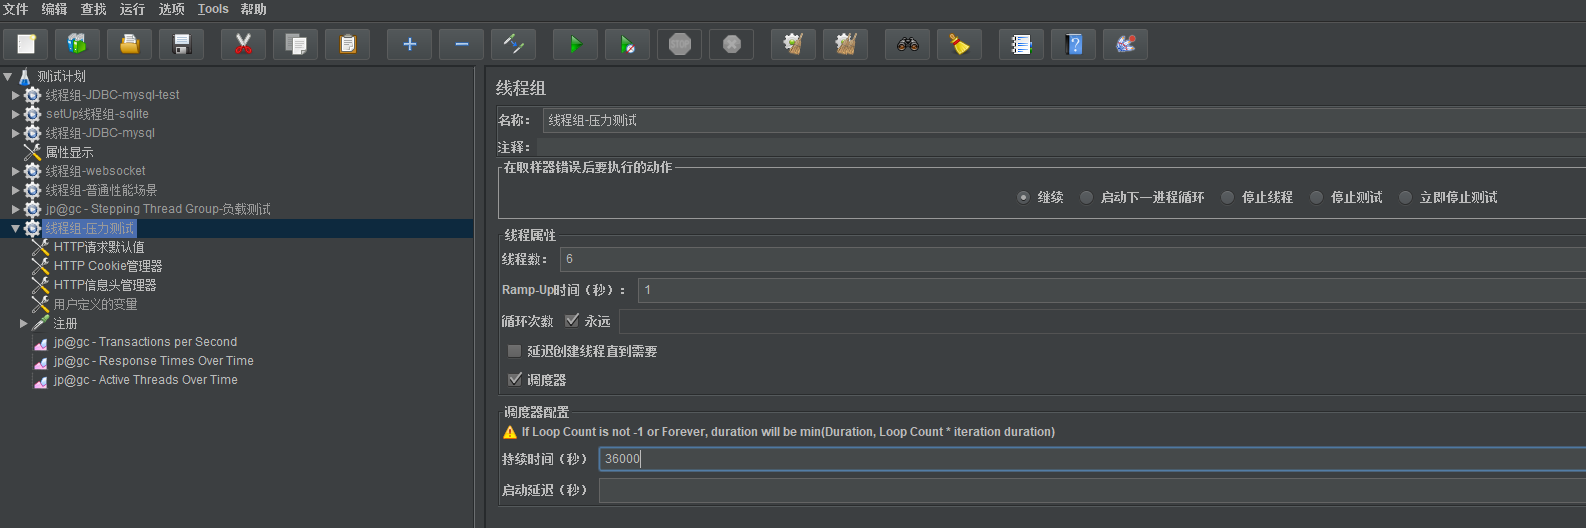 文件 编辑 查找 运行 选项 Tools 帮助
STOP
测试计划
线程组-JDBC-mysql-test
setUp线程组-sqlite
线程组-JDBC-mysql
属性显示
线程组-websocket
线程组-普通性能场景
jp@gc - Stepping Thread Group-负载测试
线程组-压力测试
HTTP请求默认值
HTTP Cookie管理器
HTTP信息头管理器
用户定义的变量
注册
jp@gc - Transactions per Second
jp@gc - Response Times Over Time
jp@gc - Active Threads Over Time
线程组
名称： 线程组-压力测试
注释：
在取样器错误后要执行的动作
继续 启动下一进程循环 停止线程 停止测试 立即停止测试
线程属性
线程数： 6
Ramp-Up时间（秒）： 1
循环次数 永远
延迟创建线程直到需要
调度器
调度器配置
If Loop Count is not -1 or Forever, duration will be min(Duration, Loop Count * iteration duration)
持续时间（秒） 36000
启动延迟（秒）